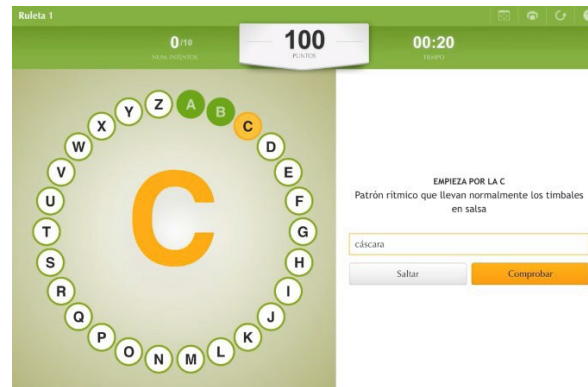 Ruleta 1
0/10
NUM. INTENTOS
100
PUNTOS
00:20
TIEMPO
A
B
C
D
E
F
G
H
I
J
K
L
M
N
O
P
Q
R
S
T
U
V
W
X
Y
Z
C
EMPIEZA POR LA C
Patrón rítmico que llevan normalmente los timbales
en salsa
cáscara
Saltar
Comprobar